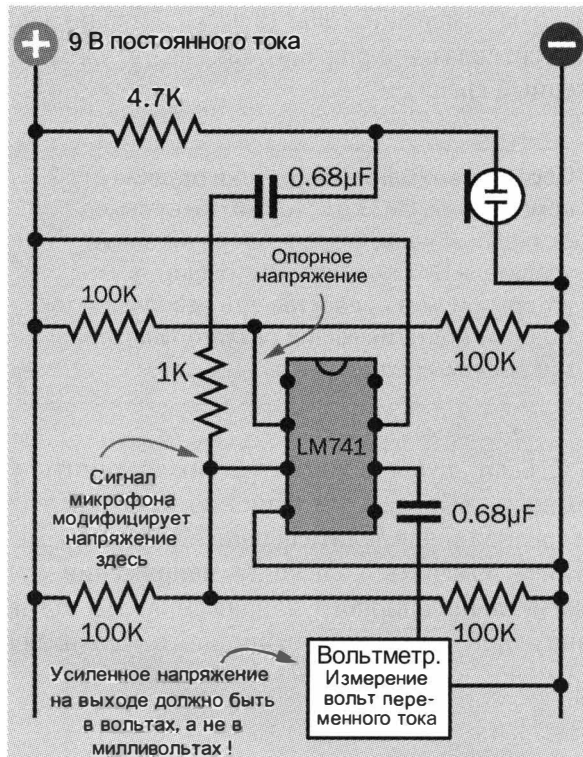 + 9 В постоянного тока −
4.7K
0.68µF
Опорное
напряжение
100K
100K
1K
LM741
Сигнал
микрофона
модифицирует
напряжение
здесь
0.68µF
100K
100K
Усиленное напряжение
на выходе должно быть
в вольтах, а не в
милливольтах !
Вольтметр.
Измерение
вольт пере-
менного тока